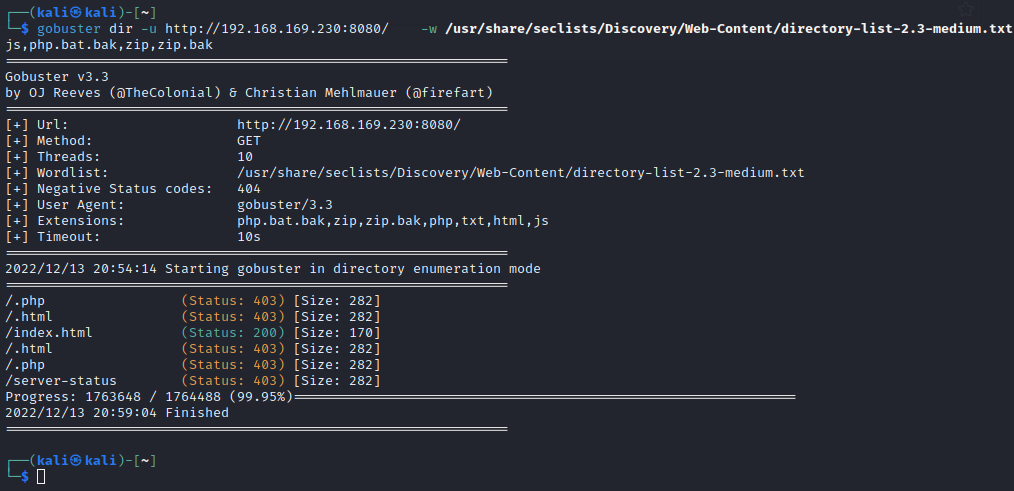 ┌──(kali㉿kali)-[~]
└─$ gobuster dir -u http://192.168.169.230:8080/    -w /usr/share/seclists/Discovery/Web-Content/directory-list-2.3-medium.txt
js,php.bat.bak,zip,zip.bak
===============================================================
Gobuster v3.3
by OJ Reeves (@TheColonial) & Christian Mehlmauer (@firefart)
===============================================================
[+] Url:                     http://192.168.169.230:8080/
[+] Method:                  GET
[+] Threads:                 10
[+] Wordlist:                /usr/share/seclists/Discovery/Web-Content/directory-list-2.3-medium.txt
[+] Negative Status codes:   404
[+] User Agent:              gobuster/3.3
[+] Extensions:              php.bat.bak,zip,zip.bak,php,txt,html,js
[+] Timeout:                 10s
===============================================================
2022/12/13 20:54:14 Starting gobuster in directory enumeration mode
===============================================================
/.php                 (Status: 403) [Size: 282]
/.html                (Status: 403) [Size: 282]
/index.html           (Status: 200) [Size: 170]
/.html                (Status: 403) [Size: 282]
/.php                 (Status: 403) [Size: 282]
/server-status        (Status: 403) [Size: 282]
Progress: 1763648 / 1764488 (99.95%)===============================================================
2022/12/13 20:59:04 Finished
===============================================================
┌──(kali㉿kali)-[~]
└─$